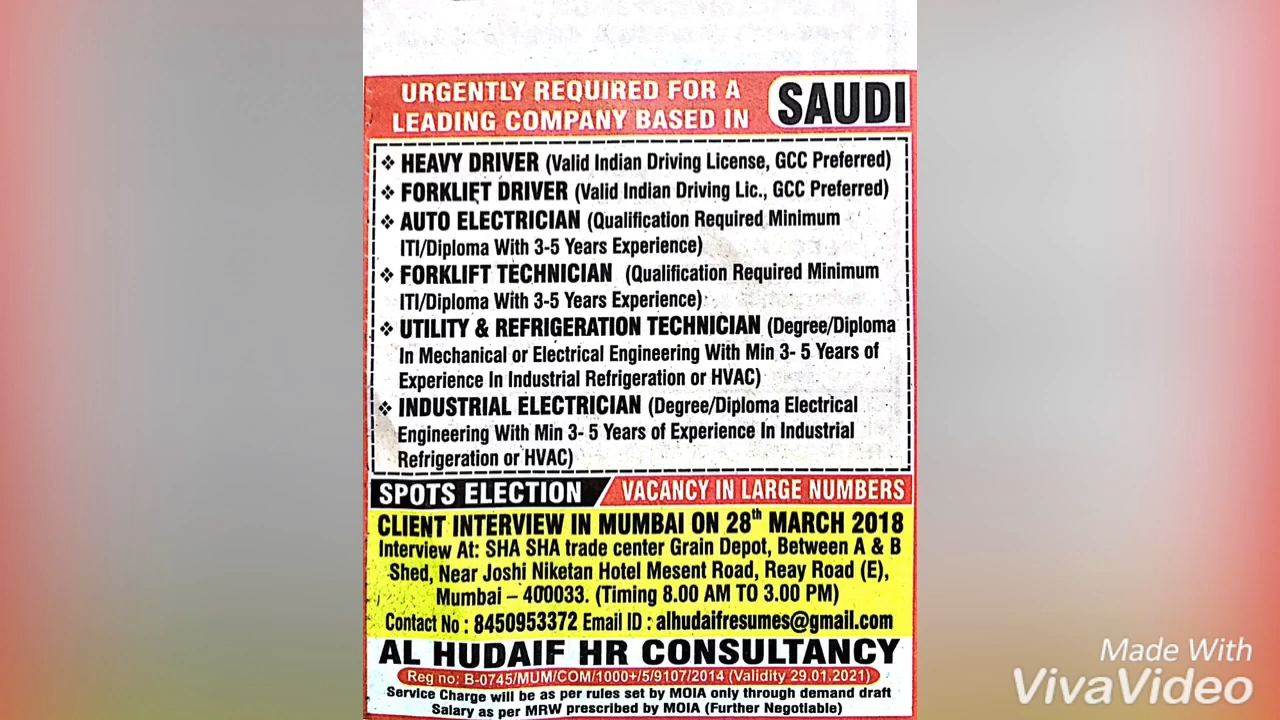 URGENTLY REQUIRED FOR A
LEADING COMPANY BASED IN SAUDI
❖ HEAVY DRIVER (Valid Indian Driving License, GCC Preferred)
❖ FORKLIFT DRIVER (Valid Indian Driving Lic., GCC Preferred)
❖ AUTO ELECTRICIAN (Qualification Required Minimum
ITI/Diploma With 3-5 Years Experience)
❖ FORKLIFT TECHNICIAN (Qualification Required Minimum
ITI/Diploma With 3-5 Years Experience)
❖ UTILITY & REFRIGERATION TECHNICIAN (Degree/Diploma
In Mechanical or Electrical Engineering With Min 3- 5 Years of
Experience In Industrial Refrigeration or HVAC)
❖ INDUSTRIAL ELECTRICIAN (Degree/Diploma Electrical
Engineering With Min 3- 5 Years of Experience In Industrial
Refrigeration or HVAC)
SPOTS ELECTION VACANCY IN LARGE NUMBERS
CLIENT INTERVIEW IN MUMBAI ON 28th MARCH 2018
Interview At: SHA SHA trade center Grain Depot, Between A & B
Shed, Near Joshi Niketan Hotel Mesent Road, Reay Road (E),
Mumbai – 400033. (Timing 8.00 AM TO 3.00 PM)
Contact No : 8450953372 Email ID : alhudaifresumes@gmail.com
AL HUDAIF HR CONSULTANCY
Reg no: B-0745/MUM/COM/1000+/5/9107/2014 (Validity 29.01.2021)
Service Charge will be as per rules set by MOIA only through demand draft
Salary as per MRW prescribed by MOIA (Further Negotiable)
Made With
VivaVideo